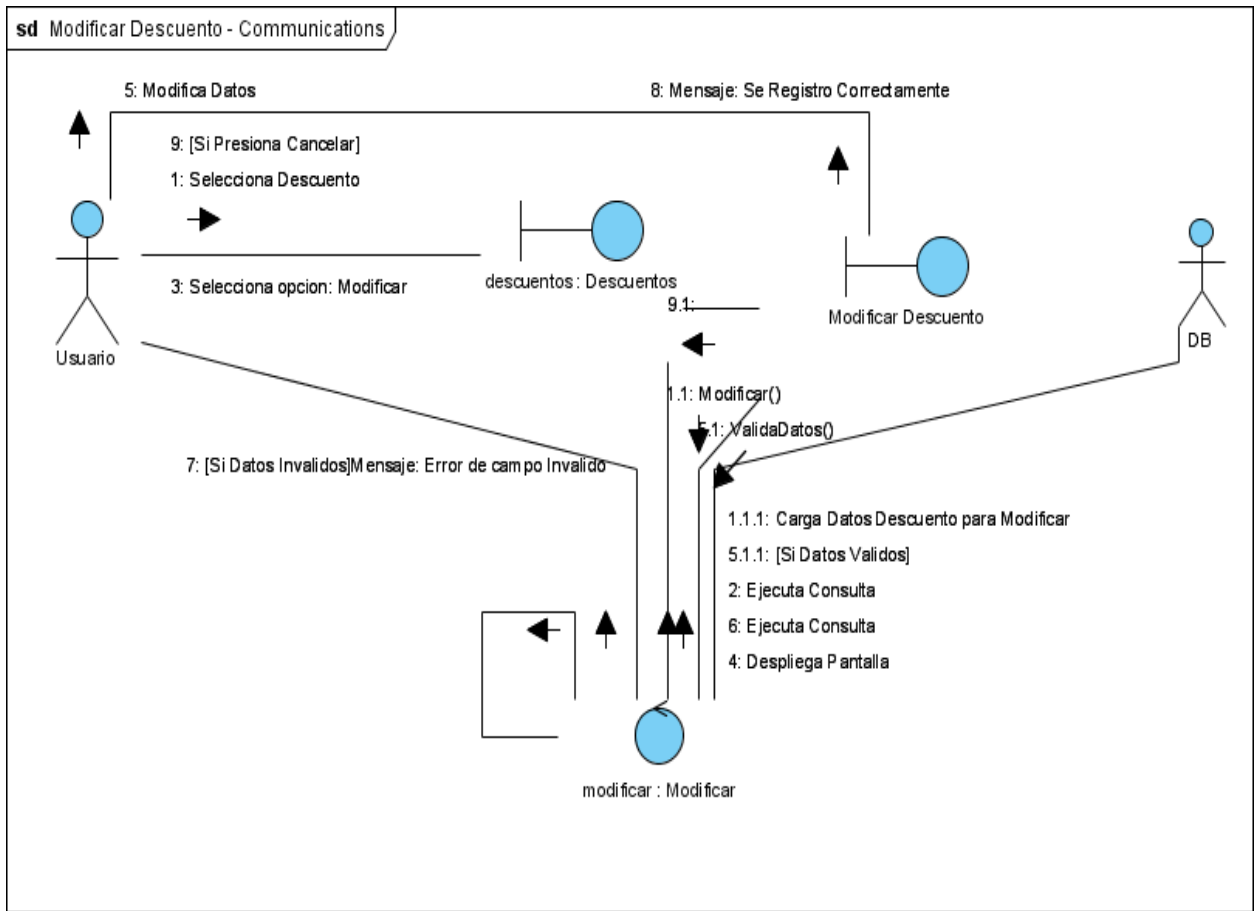 sd Modificar Descuento - Communications
5: Modifica Datos
8: Mensaje: Se Registro Correctamente
9: [Si Presiona Cancelar]
1: Selecciona Descuento
3: Selecciona opcion: Modificar
descuentos : Descuentos
9.1:
Modificar Descuento
Usuario
DB
1.1: Modificar()
5.1: ValidaDatos()
7: [Si Datos Invalidos]Mensaje: Error de campo Invalido
1.1.1: Carga Datos Descuento para Modificar
5.1.1: [Si Datos Validos]
2: Ejecuta Consulta
6: Ejecuta Consulta
4: Despliega Pantalla
modificar : Modificar